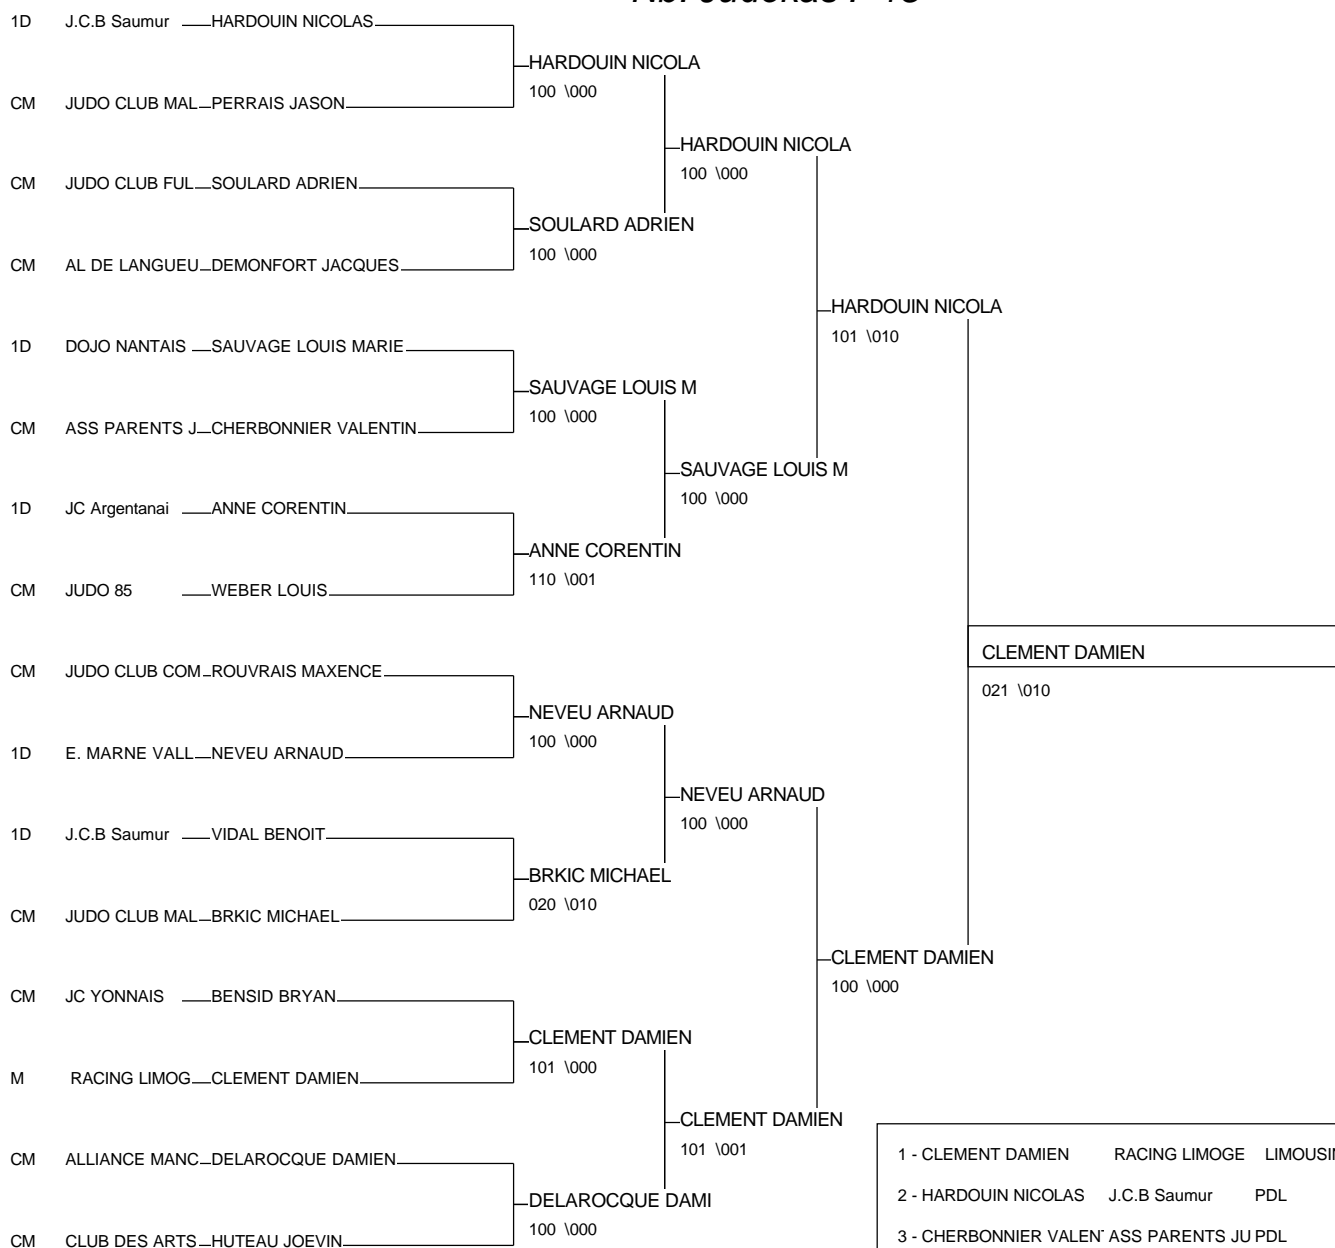 1D J.C.B Saumur HARDOUIN NICOLAS
HARDOUIN NICOLA
100 \000
CM JUDO CLUB MAL PERRAIS JASON
HARDOUIN NICOLA
100 \000
CM JUDO CLUB FUL SOULARD ADRIEN
SOULARD ADRIEN
100 \000
CM AL DE LANGUEU DEMONFORT JACQUES
HARDOUIN NICOLA
101 \010
1D DOJO NANTAIS SAUVAGE LOUIS MARIE
SAUVAGE LOUIS M
100 \000
CM ASS PARENTS J CHERBONNIER VALENTIN
SAUVAGE LOUIS M
100 \000
1D JC Argentanai ANNE CORENTIN
ANNE CORENTIN
110 \001
CM JUDO 85 WEBER LOUIS
CLEMENT DAMIEN
021 \010
CM JUDO CLUB COM ROUVRAIS MAXENCE
NEVEU ARNAUD
100 \000
1D E. MARNE VALL NEVEU ARNAUD
NEVEU ARNAUD
100 \000
1D J.C.B Saumur VIDAL BENOIT
BRKIC MICHAEL
020 \010
CM JUDO CLUB MAL BRKIC MICHAEL
CLEMENT DAMIEN
100 \000
CM JC YONNAIS BENSID BRYAN
CLEMENT DAMIEN
101 \000
M RACING LIMOG CLEMENT DAMIEN
CLEMENT DAMIEN
101 \001
CM ALLIANCE MANC DELAROCQUE DAMIEN
DELAROCQUE DAMI
100 \000
CM CLUB DES ARTS HUTEAU JOEVIN
1 - CLEMENT DAMIEN RACING LIMOGE LIMOUSIN
2 - HARDOUIN NICOLAS J.C.B Saumur PDL
3 - CHERBONNIER VALEN ASS PARENTS JU PDL